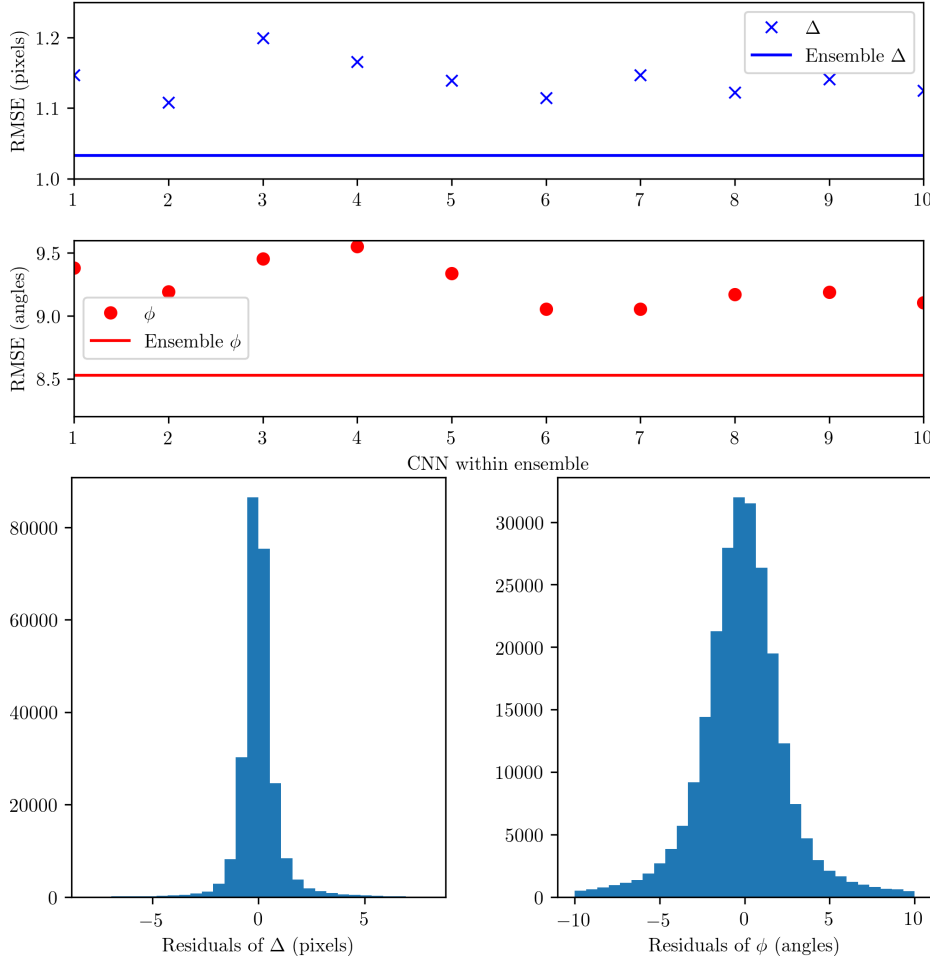 RMSE (pixels)
1.2
1.1
1.0
× Δ
Ensemble Δ
1 2 3 4 5 6 7 8 9 10
RMSE (angles)
9.5
9.0
8.5
ϕ
Ensemble ϕ
1 2 3 4 5 6 7 8 9 10
CNN within ensemble
80000
60000
40000
20000
0
−5 0 5
Residuals of Δ (pixels)
30000
25000
20000
15000
10000
5000
0
−10 −5 0 5 10
Residuals of ϕ (angles)